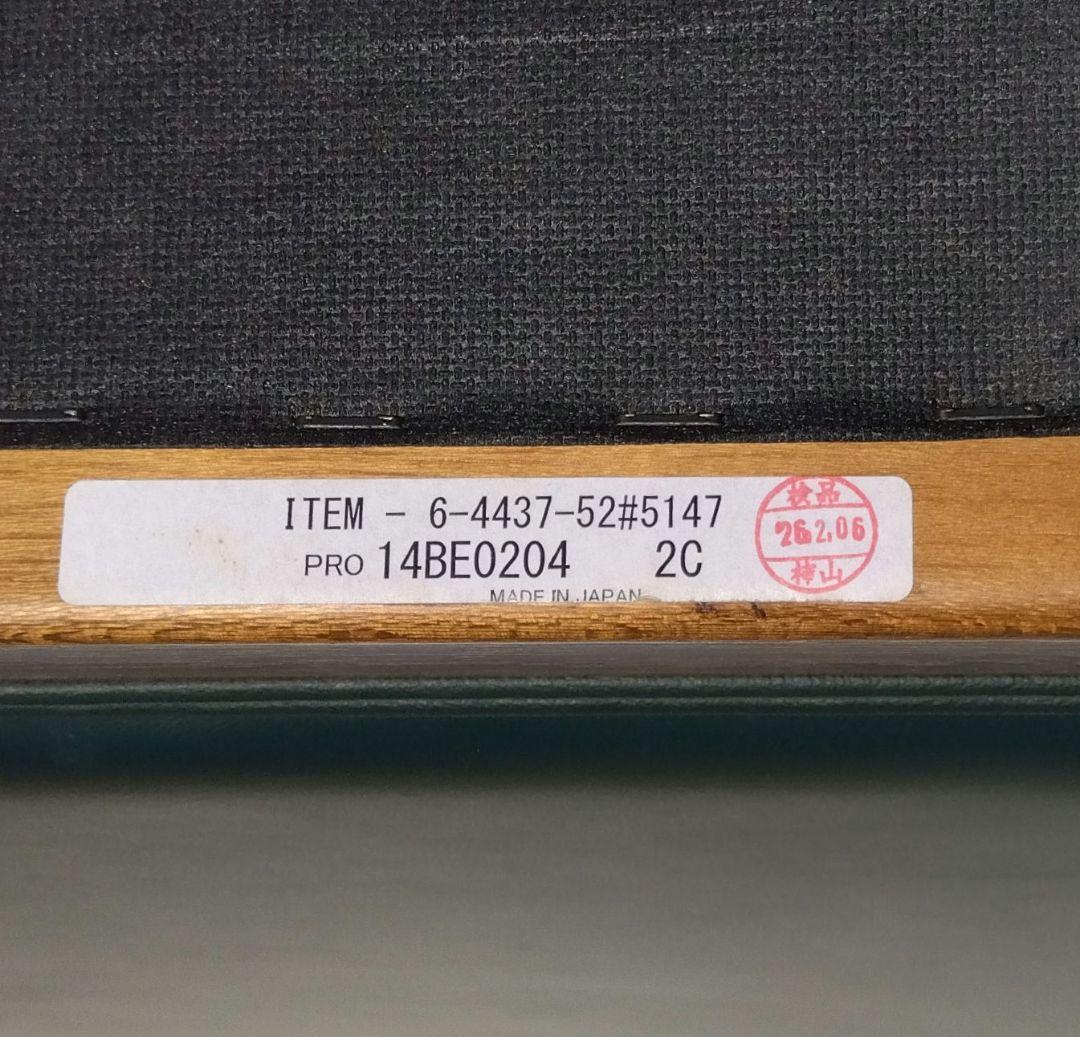 ITEM - 6-4437-52#5147
PRO 14BE0204 2C
MADE IN JAPAN
検品
26.2.06